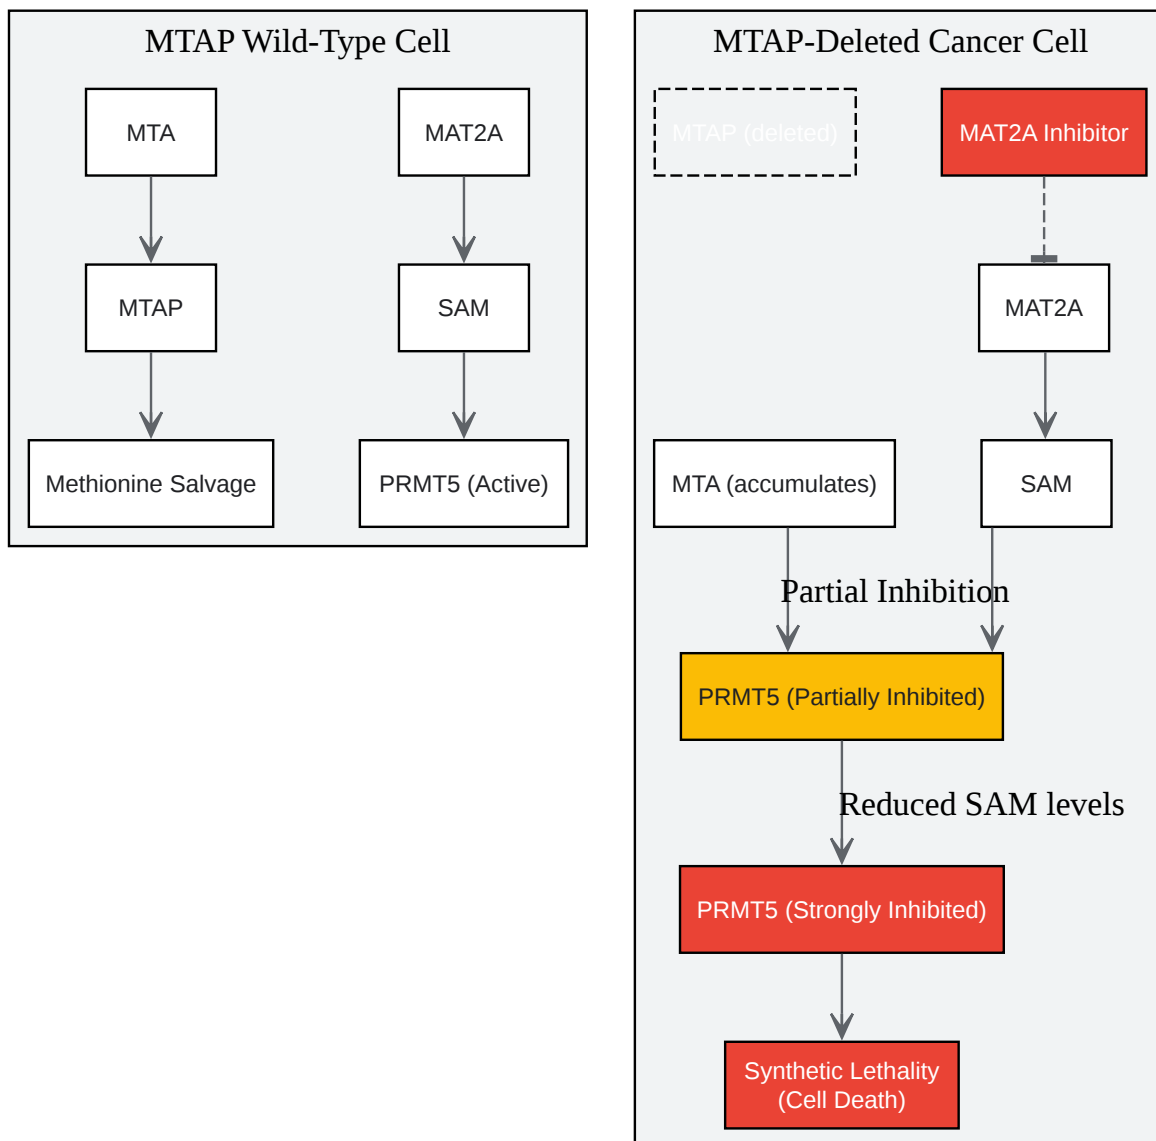 MTAP Wild-Type Cell
MTA
MAT2A
MTAP
SAM
Methionine Salvage
PRMT5 (Active)
MTAP-Deleted Cancer Cell
MTAP (deleted)
MAT2A Inhibitor
MAT2A
MTA (accumulates)
SAM
Partial Inhibition
PRMT5 (Partially Inhibited)
Reduced SAM levels
PRMT5 (Strongly Inhibited)
Synthetic Lethality
(Cell Death)